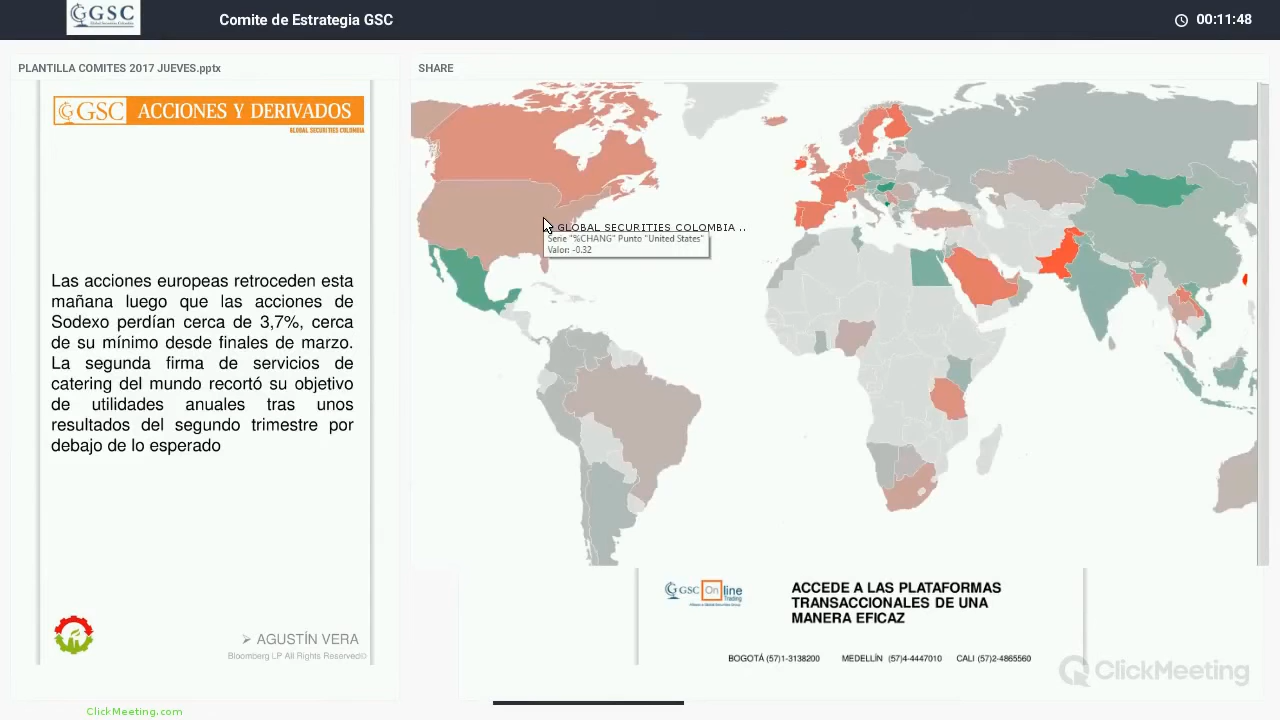 GSC
Global Securities Colombia
Comite de Estrategia GSC
00:11:48
PLANTILLA COMITES 2017 JUEVES.pptx
GSC ACCIONES Y DERIVADOS
GLOBAL SECURITIES COLOMBIA
Las acciones europeas retroceden esta
mañana luego que las acciones de
Sodexo perdían cerca de 3,7%, cerca
de su mínimo desde finales de marzo.
La segunda firma de servicios de
catering del mundo recortó su objetivo
de utilidades anuales tras unos
resultados del segundo trimestre por
debajo de lo esperado
AGUSTÍN VERA
Bloomberg LP All Rights Reserved©
SHARE
GLOBAL SECURITIES COLOMBIA ..
Serie "%CHANG" Punto "United States"
Valor: -0.32
GSC Online
Trading
ACCEDE A LAS PLATAFORMAS
TRANSACCIONALES DE UNA
MANERA EFICAZ
BOGOTÁ (57)1-3138200 MEDELLÍN (57)4-4447010 CALI (57)2-4865560
ClickMeeting
ClickMeeting.com